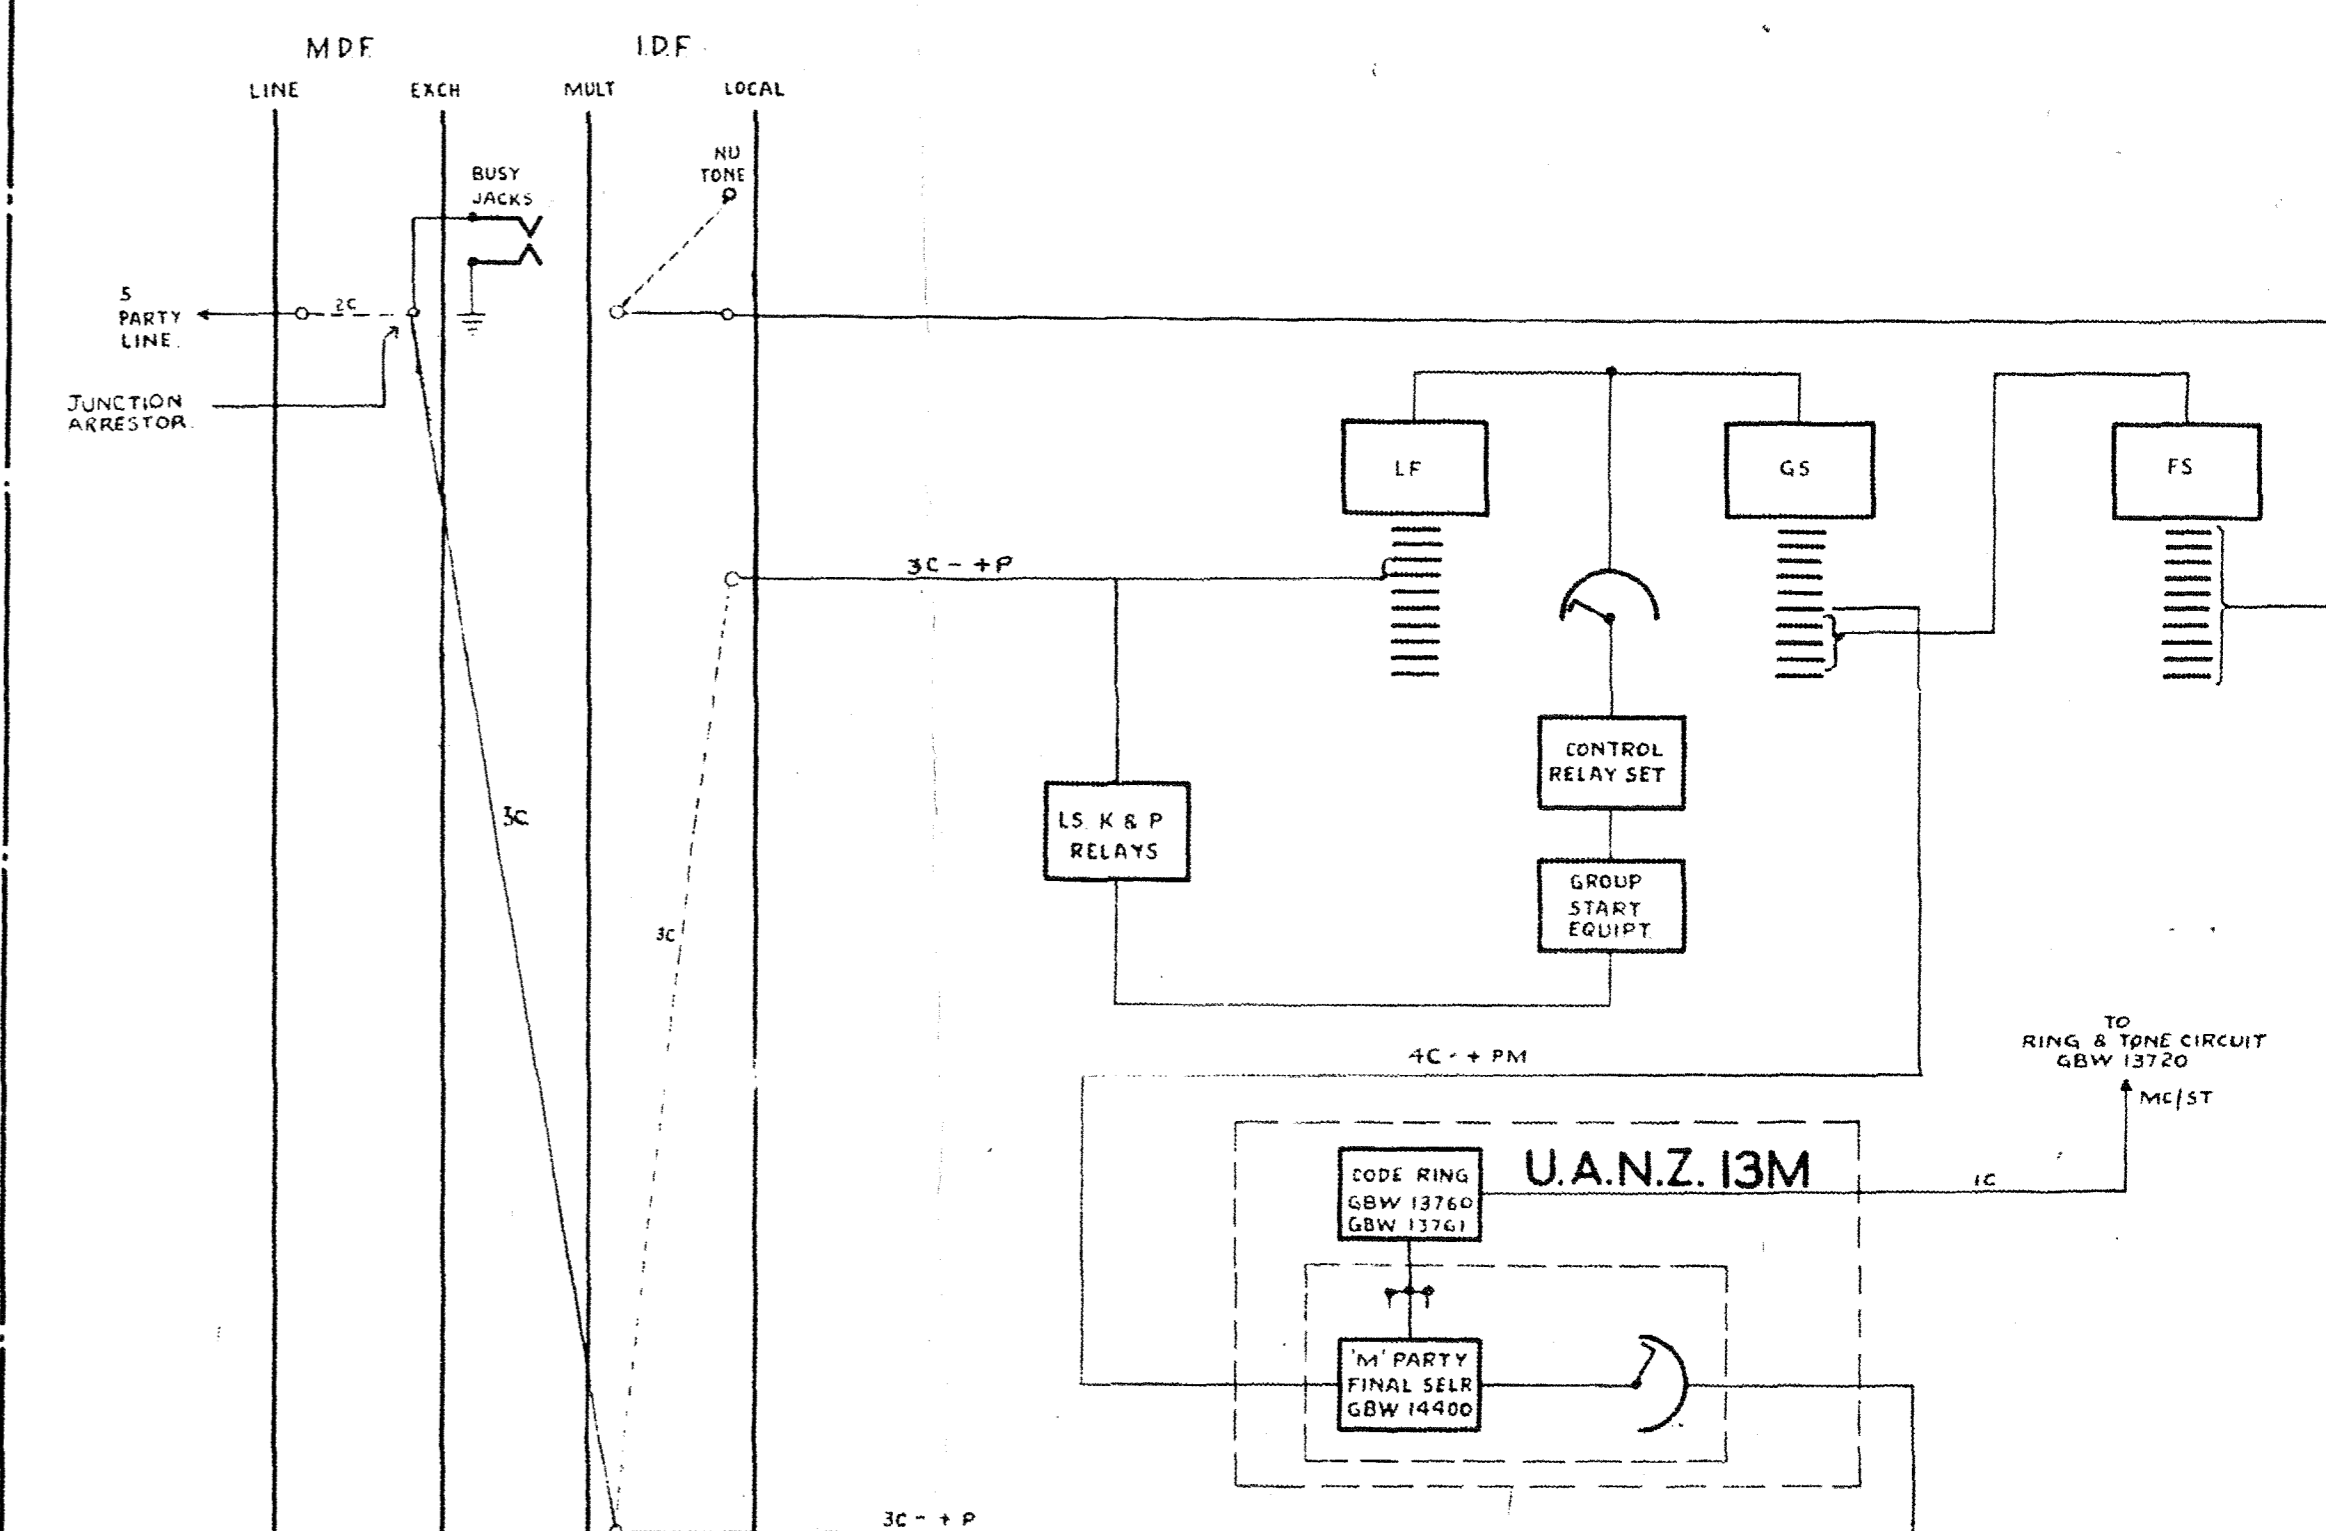 M.D.F.
I.D.F.
LINE
EXCH
MULT
LOCAL
BUSY
JACKS
NU
TONE
5
PARTY
LINE.
2C
JUNCTION
ARRESTOR.
LF
GS
FS
3C - + P
3C
CONTROL
RELAY SET
LS. K & P
RELAYS
GROUP
START
EQUIPT.
3C
TO
RING & TONE CIRCUIT
GBW 13720
MC/ST
4C - + PM
CODE RING
GBW 13760
GBW 13761
U.A.N.Z. 13M
1C
'M' PARTY
FINAL SELR
GBW 14400
3C - + P